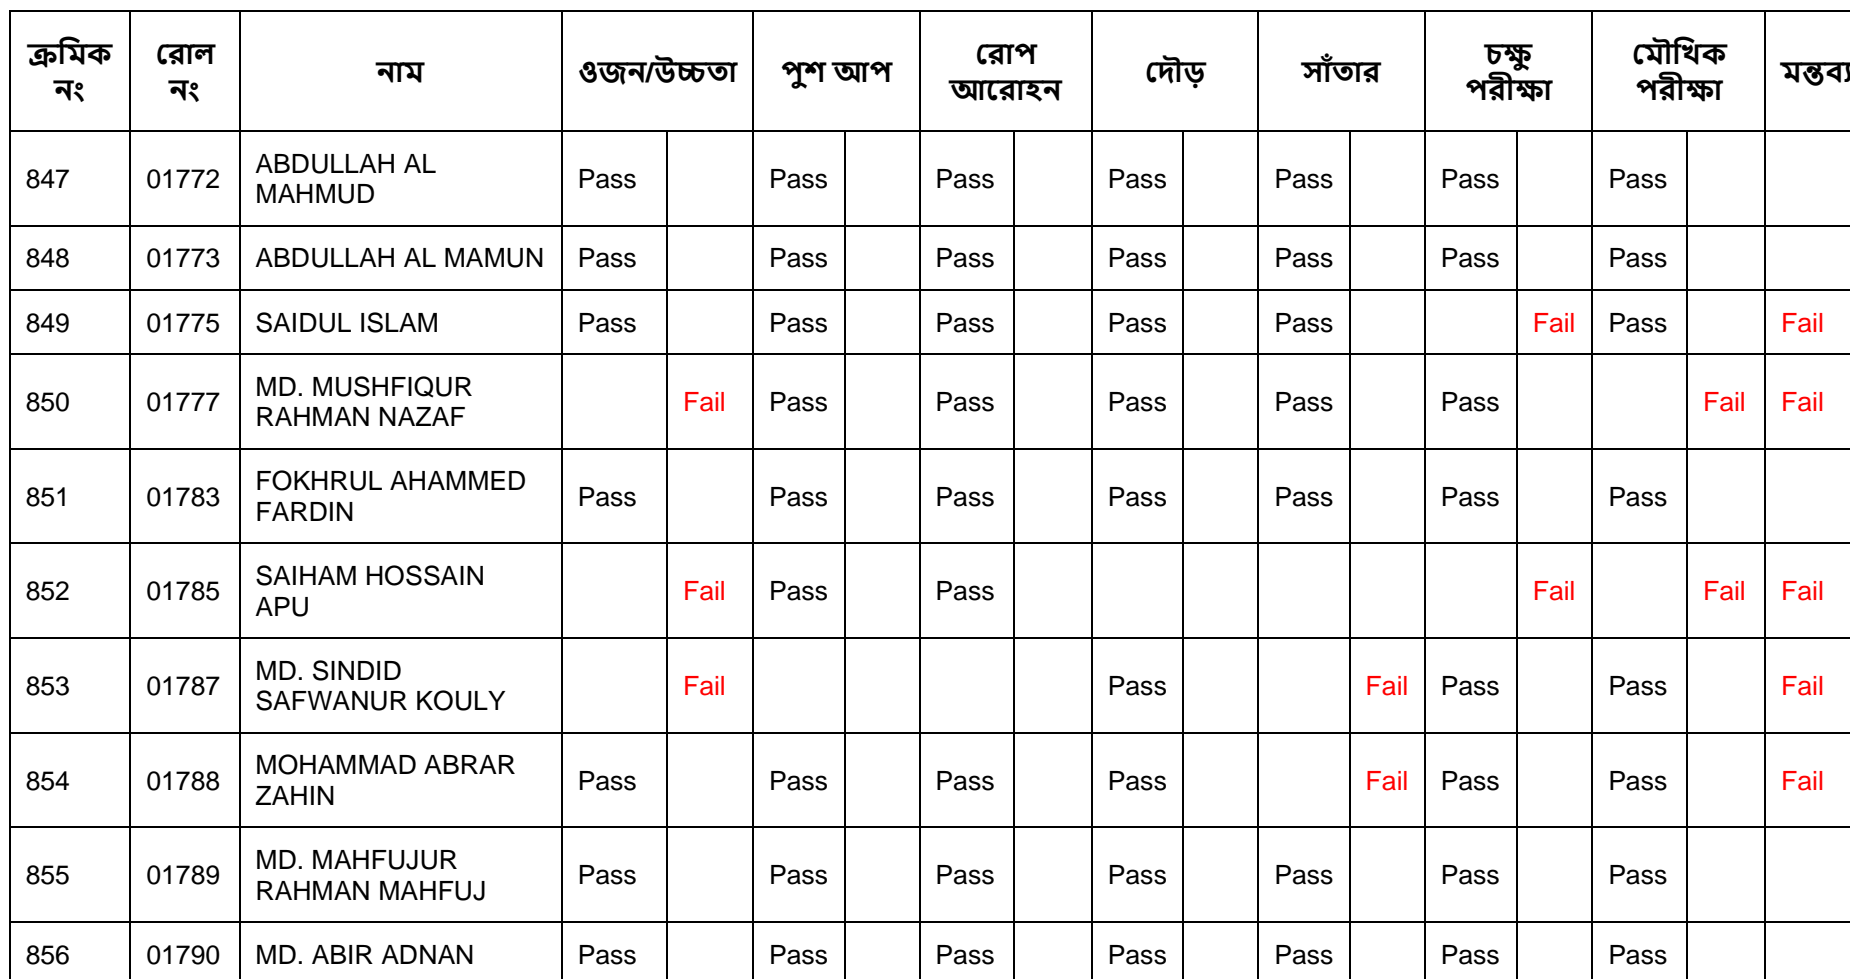 ক্রমিক নং রোল নং নাম ওজন/উচ্চতা পুশ আপ রোপ আরোহন দৌড় সাঁতার চক্ষু পরীক্ষা মৌখিক পরীক্ষা মন্তব্য
847 01772 ABDULLAH AL MAHMUD Pass Pass Pass Pass Pass Pass Pass
848 01773 ABDULLAH AL MAMUN Pass Pass Pass Pass Pass Pass Pass
849 01775 SAIDUL ISLAM Pass Pass Pass Pass Pass Fail Pass Fail
850 01777 MD. MUSHFIQUR RAHMAN NAZAF Fail Pass Pass Pass Pass Pass Fail Fail
851 01783 FOKHRUL AHAMMED FARDIN Pass Pass Pass Pass Pass Pass Pass
852 01785 SAIHAM HOSSAIN APU Fail Pass Pass Fail Fail Fail
853 01787 MD. SINDID SAFWANUR KOULY Fail Pass Fail Pass Pass Fail
854 01788 MOHAMMAD ABRAR ZAHIN Pass Pass Pass Pass Fail Pass Pass Fail
855 01789 MD. MAHFUJUR RAHMAN MAHFUJ Pass Pass Pass Pass Pass Pass Pass
856 01790 MD. ABIR ADNAN Pass Pass Pass Pass Pass Pass Pass